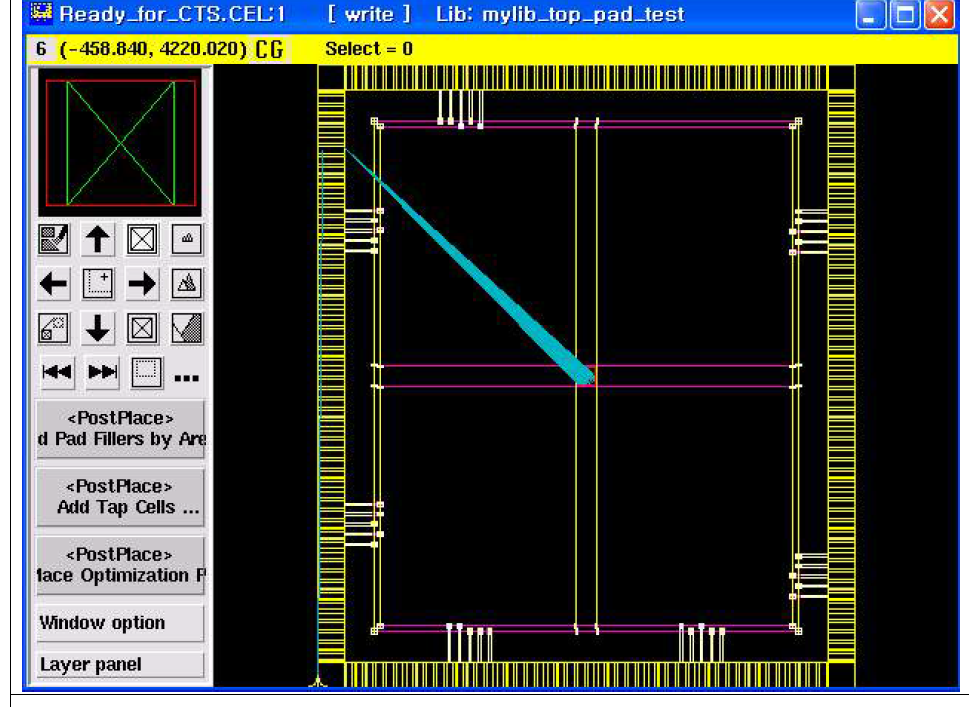 Ready_for_CTS.CEL;1 [ write ] Lib: mylib_top_pad_test
6 (-458.840, 4220.020) CG Select = 0
<PostPlace>
d Pad Fillers by Are
<PostPlace>
Add Tap Cells ...
<PostPlace>
lace Optimization P
Window option
Layer panel